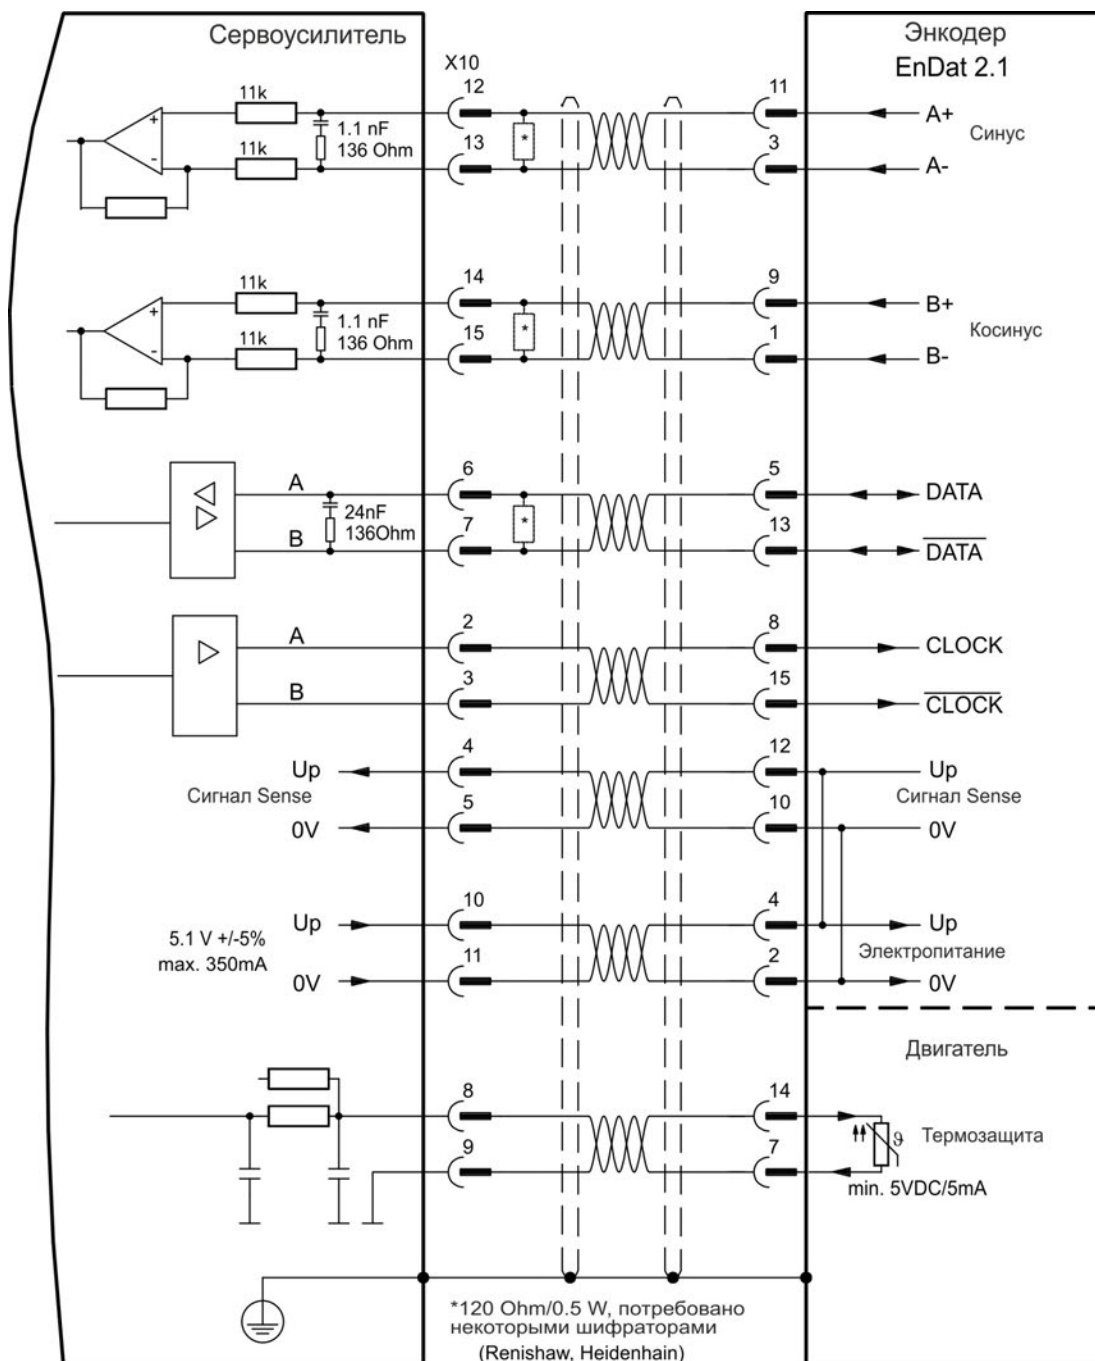 Сервоусилитель
Энкодер
EnDat 2.1
X10
11k
12
11
A+
Синус
1.1 nF
136 Ohm
*
11k
13
3
A-
+
-
11k
14
9
B+
Косинус
1.1 nF
136 Ohm
*
11k
15
1
B-
+
-
A
6
5
DATA
24nF
136Ohm
*
B
7
13
DATA
A
2
8
CLOCK
B
3
15
CLOCK
Up
4
12
Up
Сигнал Sense
Сигнал Sense
0V
5
10
0V
Up
10
4
Up
5.1 V +/-5%
max. 350mA
Электропитание
0V
11
2
0V
Двигатель
8
14
ϑ
Термозащита
9
7
min. 5VDC/5mA
*120 Ohm/0.5 W, потребовано
некоторыми шифраторами
(Renishaw, Heidenhain)